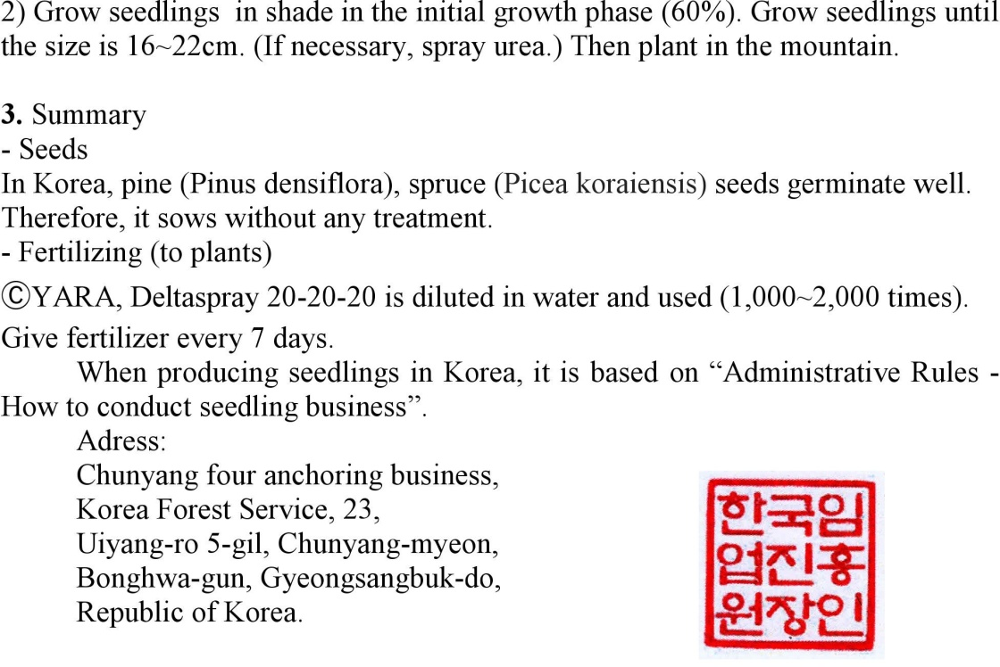 2) Grow seedlings in shade in the initial growth phase (60%). Grow seedlings until
the size is 16~22cm. (If necessary, spray urea.) Then plant in the mountain.
3. Summary
- Seeds
In Korea, pine (Pinus densiflora), spruce (Picea koraiensis) seeds germinate well.
Therefore, it sows without any treatment.
- Fertilizing (to plants)
ⒸYARA, Deltaspray 20-20-20 is diluted in water and used (1,000~2,000 times).
Give fertilizer every 7 days.
When producing seedlings in Korea, it is based on “Administrative Rules -
How to conduct seedling business”.
Adress:
Chunyang four anchoring business,
Korea Forest Service, 23,
Uiyang-ro 5-gil, Chunyang-myeon,
Bonghwa-gun, Gyeongsangbuk-do,
Republic of Korea.
한국임
업진흥
원장인